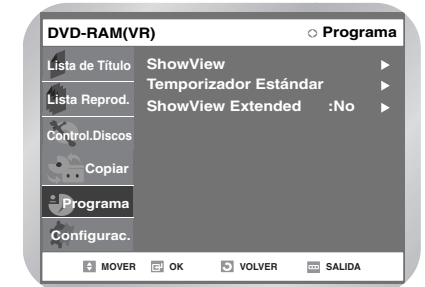 DVD-RAM(VR) Programa
Lista de Título
Lista Reprod.
Control.Discos
Copiar
Programa
Configurac.
ShowView
Temporizador Estándar
ShowView Extended :No
MOVER OK VOLVER SALIDA